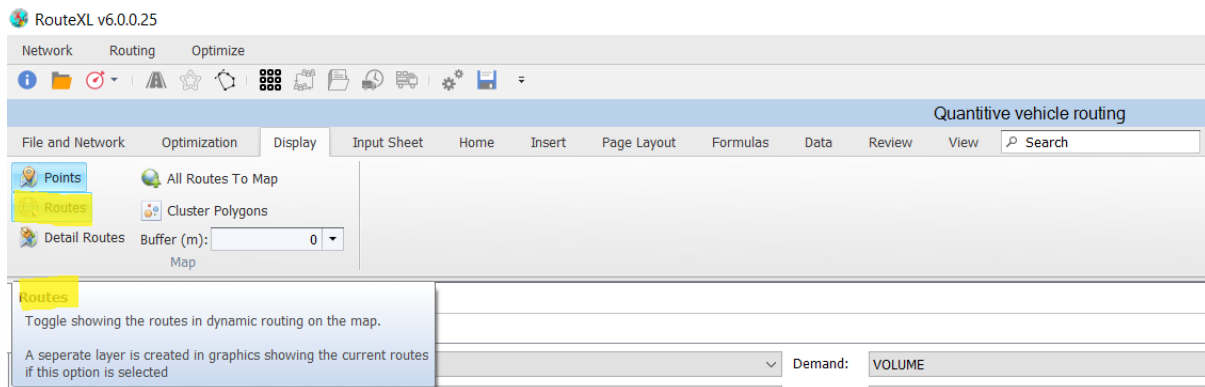 RouteXL v6.0.0.25
Network Routing Optimize
Quantitive vehicle routing
File and Network Optimization Display Input Sheet Home Insert Page Layout Formulas Data Review View Search
Points All Routes To Map
Routes Cluster Polygons
Detail Routes Buffer (m): 0
Map
Routes
Toggle showing the routes in dynamic routing on the map.
A seperate layer is created in graphics showing the current routes
if this option is selected
Demand: VOLUME